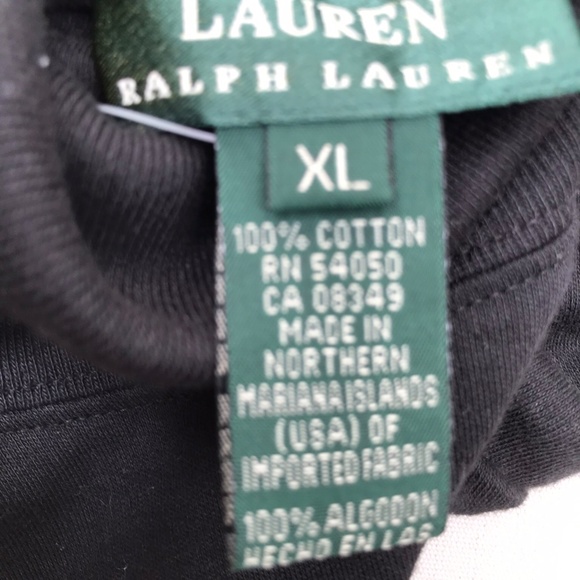 LAUREN
RALPH LAUREN
XL
100% COTTON
RN 54050
CA 08349
MADE IN
NORTHERN
MARIANA ISLANDS
(USA) OF
IMPORTED FABRIC
100% ALGODON
HECHO EN LAS